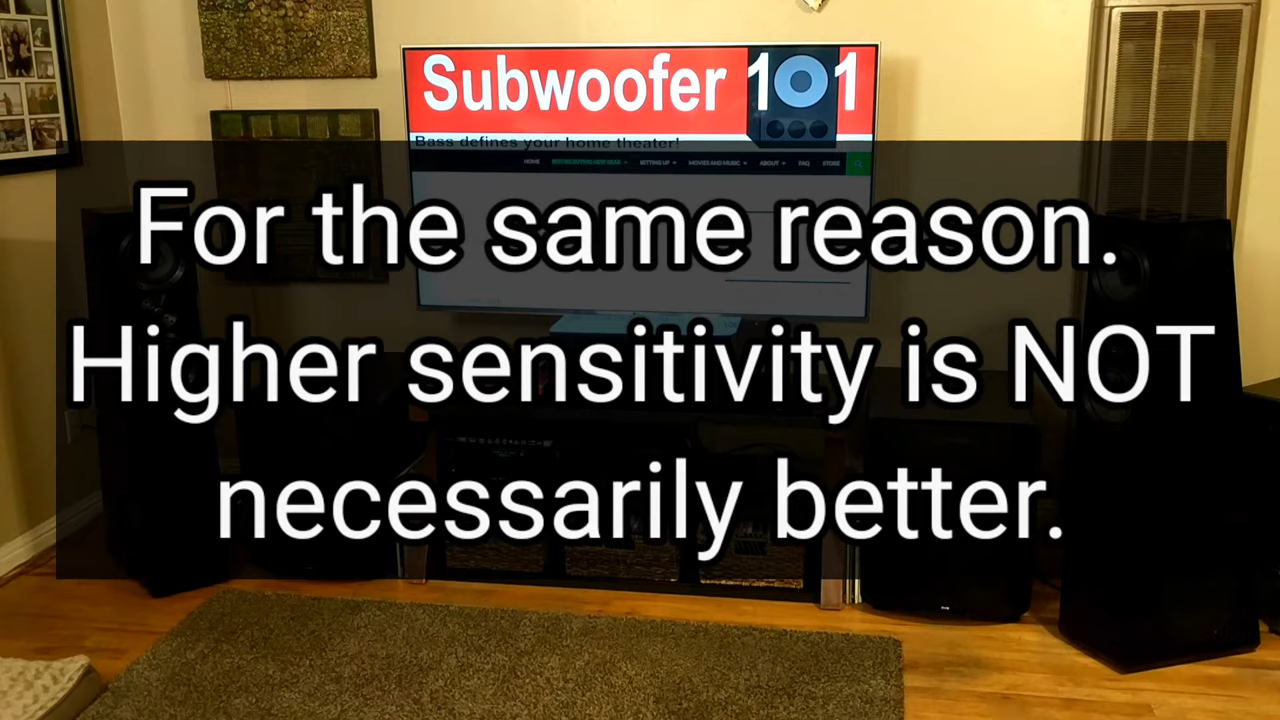 Subwoofer 101
Bass defines your home theater!
HOME SETTING UP MOVIES AND MUSIC ABOUT FAQ STORE
For the same reason.
Higher sensitivity is NOT
necessarily better.